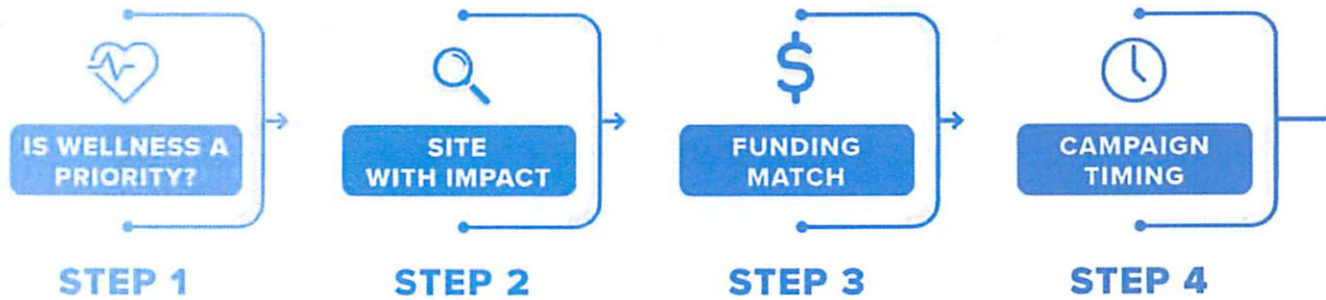 IS WELLNESS A
PRIORITY?
SITE
WITH IMPACT
FUNDING
MATCH
CAMPAIGN
TIMING
STEP 1
STEP 2
STEP 3
STEP 4